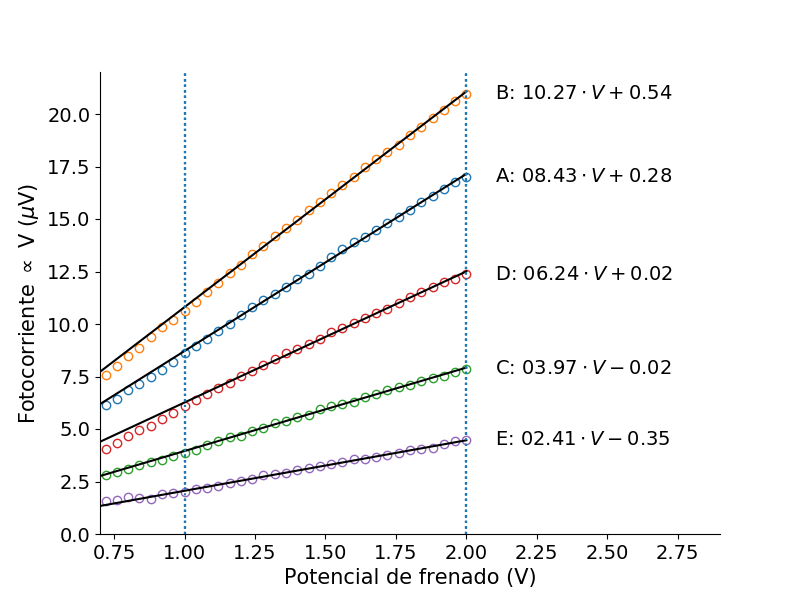 Fotocorriente ∝ V (μV)
20.0
17.5
15.0
12.5
10.0
7.5
5.0
2.5
0.0
B: 10.27 · V + 0.54
A: 08.43 · V + 0.28
D: 06.24 · V + 0.02
C: 03.97 · V − 0.02
E: 02.41 · V − 0.35
0.75 1.00 1.25 1.50 1.75 2.00 2.25 2.50 2.75
Potencial de frenado (V)